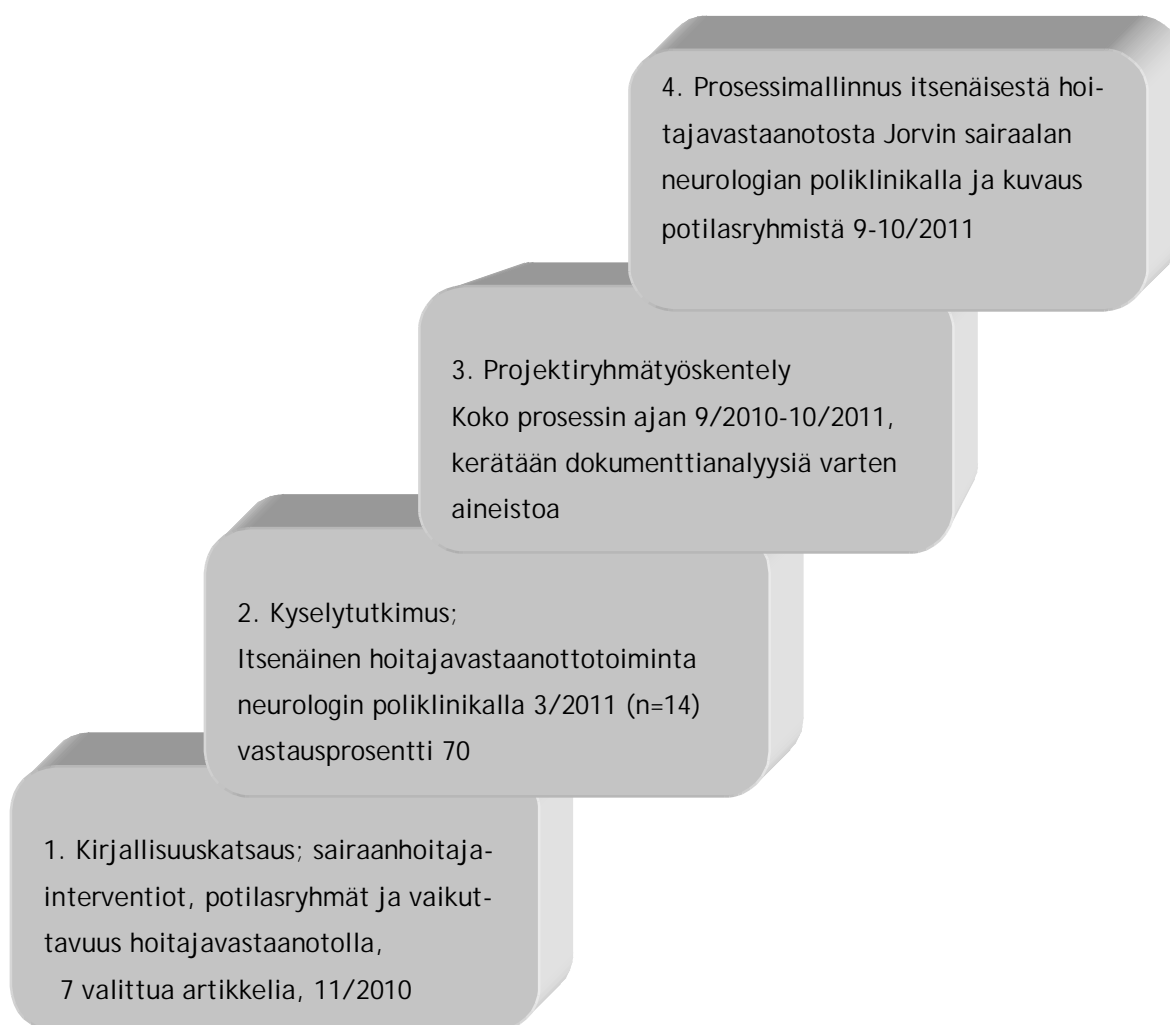 4. Prosessimallinnus itsenäisestä hoi-
tajavastaanotosta Jorvin sairaalan
neurologian poliklinikalla ja kuvaus
potilasryhmistä 9-10/2011
3. Projektiryhmätyöskentely
Koko prosessin ajan 9/2010-10/2011,
kerätään dokumenttianalyysiä varten
aineistoa
2. Kyselytutkimus;
Itsenäinen hoitajavastaanottotoiminta
neurologin poliklinikalla 3/2011 (n=14)
vastausprosentti 70
1. Kirjallisuuskatsaus; sairaanhoitaja-
interventiot, potilasryhmät ja vaikut-
tavuus hoitajavastaanotolla,
7 valittua artikkelia, 11/2010